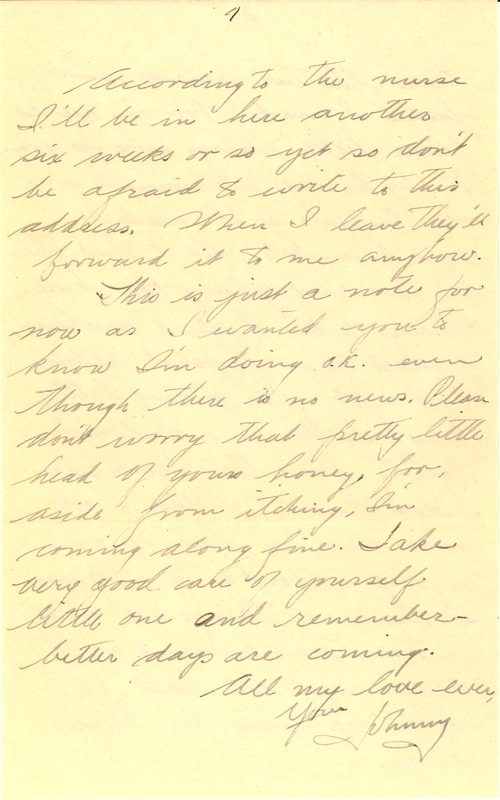 4
According to the nurse
I'll be in here another
six weeks or so yet so don't
be afraid to write to this
address. When I leave they'll
forward it to me anyhow.
This is just a note for
now as I wanted you to
know I'm doing o.k. even
though there is no news. Please
don't worry that pretty little
head of yours honey, for,
aside from itching, I'm
coming along fine. Take
very good care of yourself
little one and remember-
better days are coming.
All my love ever,
Your Johnny